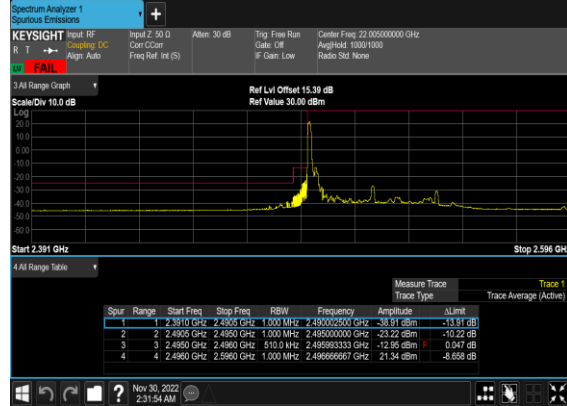 Spectrum Analyzer 1
Spurious Emissions
KEYSIGHT Input: RF Input Z: 50 Ω Atten: 30 dB Trig: Free Run Center Freq: 22.005000000 GHz
R T Coupling: DC Corr CCorr Gate: Off Avg|Hold: 1000/1000
Align: Auto Freq Ref: Int (S) IF Gain: Low Radio Std: None
FAIL
3 All Range Graph Ref Lvl Offset 15.39 dB
Scale/Div 10.0 dB Ref Value 30.00 dBm
Log
20.0
10.0
0.00
-10.0
-20.0
-30.0
-40.0
-50.0
-60.0
Start 2.391 GHz Stop 2.596 GHz
4 All Range Table
Measure Trace Trace 1
Trace Type Trace Average (Active)
Spur Range Start Freq Stop Freq RBW Frequency Amplitude ΔLimit
1 1 2.3910 GHz 2.4905 GHz 1.000 MHz 2.490002500 GHz -38.91 dBm -13.91 dB
2 2 2.4905 GHz 2.4950 GHz 1.000 MHz 2.495000000 GHz -23.22 dBm -10.22 dB
3 3 2.4950 GHz 2.4960 GHz 510.0 kHz 2.495993333 GHz -12.95 dBm F 0.047 dB
4 4 2.4960 GHz 2.5960 GHz 1.000 MHz 2.496666667 GHz 21.34 dBm -8.658 dB
? Nov 30, 2022
2:31:54 AM